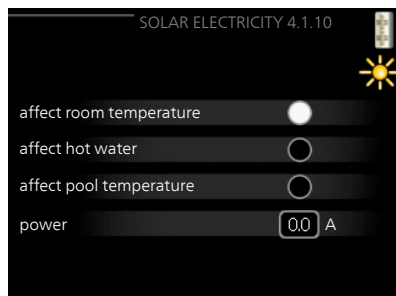 SOLAR ELECTRICITY 4.1.10
affect room temperature
affect hot water
affect pool temperature
power 0.0 A